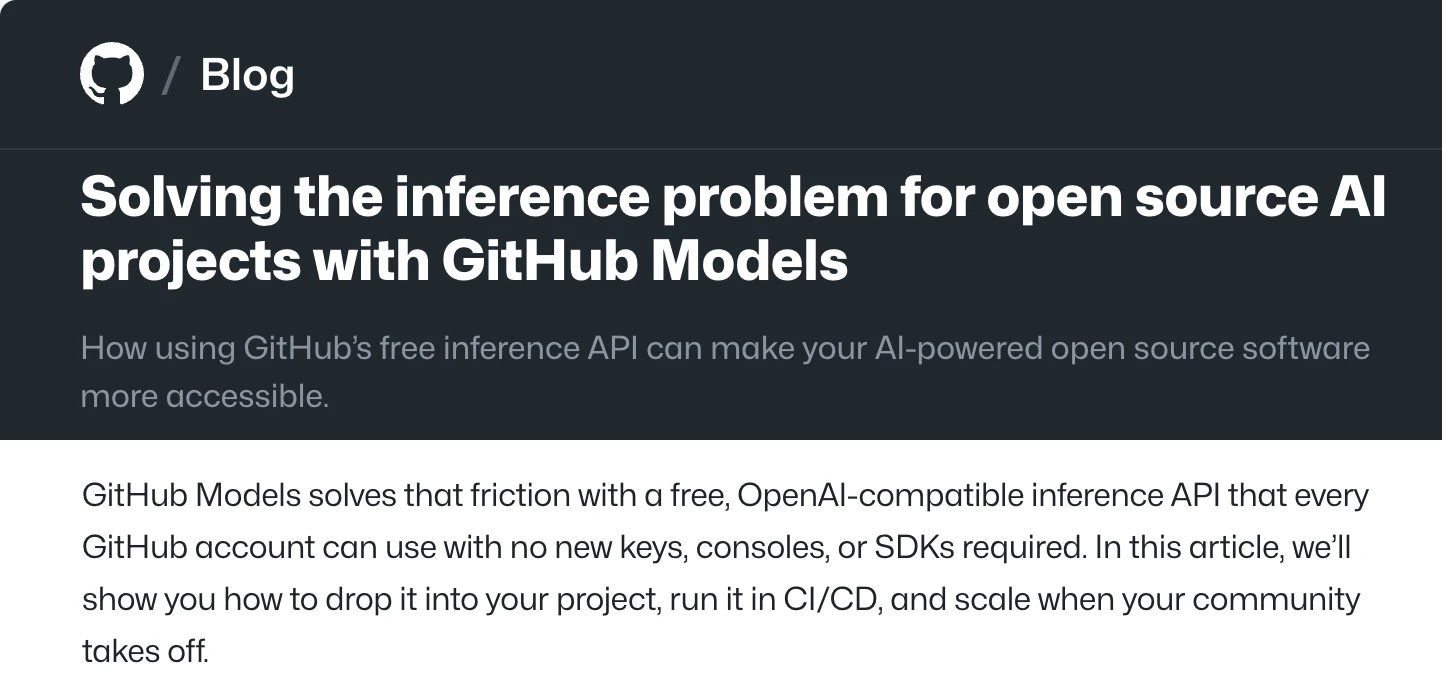 / Blog
Solving the inference problem for open source AI
projects with GitHub Models
How using GitHub’s free inference API can make your AI-powered open source software
more accessible.
GitHub Models solves that friction with a free, OpenAI-compatible inference API that every
GitHub account can use with no new keys, consoles, or SDKs required. In this article, we’ll
show you how to drop it into your project, run it in CI/CD, and scale when your community
takes off.